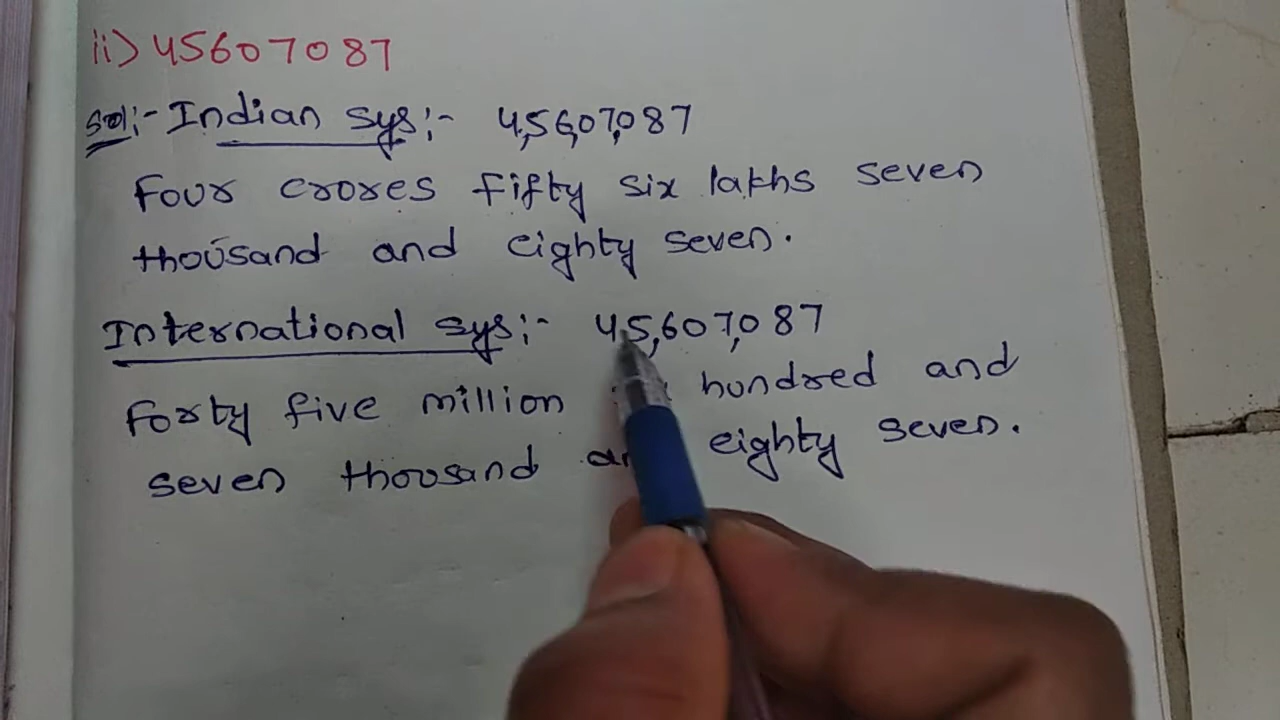 ii) 45607087
Sol:- Indian Sys:- 4,56,07,087
Four crores fifty six lakhs seven
thousand and eighty seven.
International Sys:- 45,607,087
Forty five million hundred and
seven thousand eighty seven.